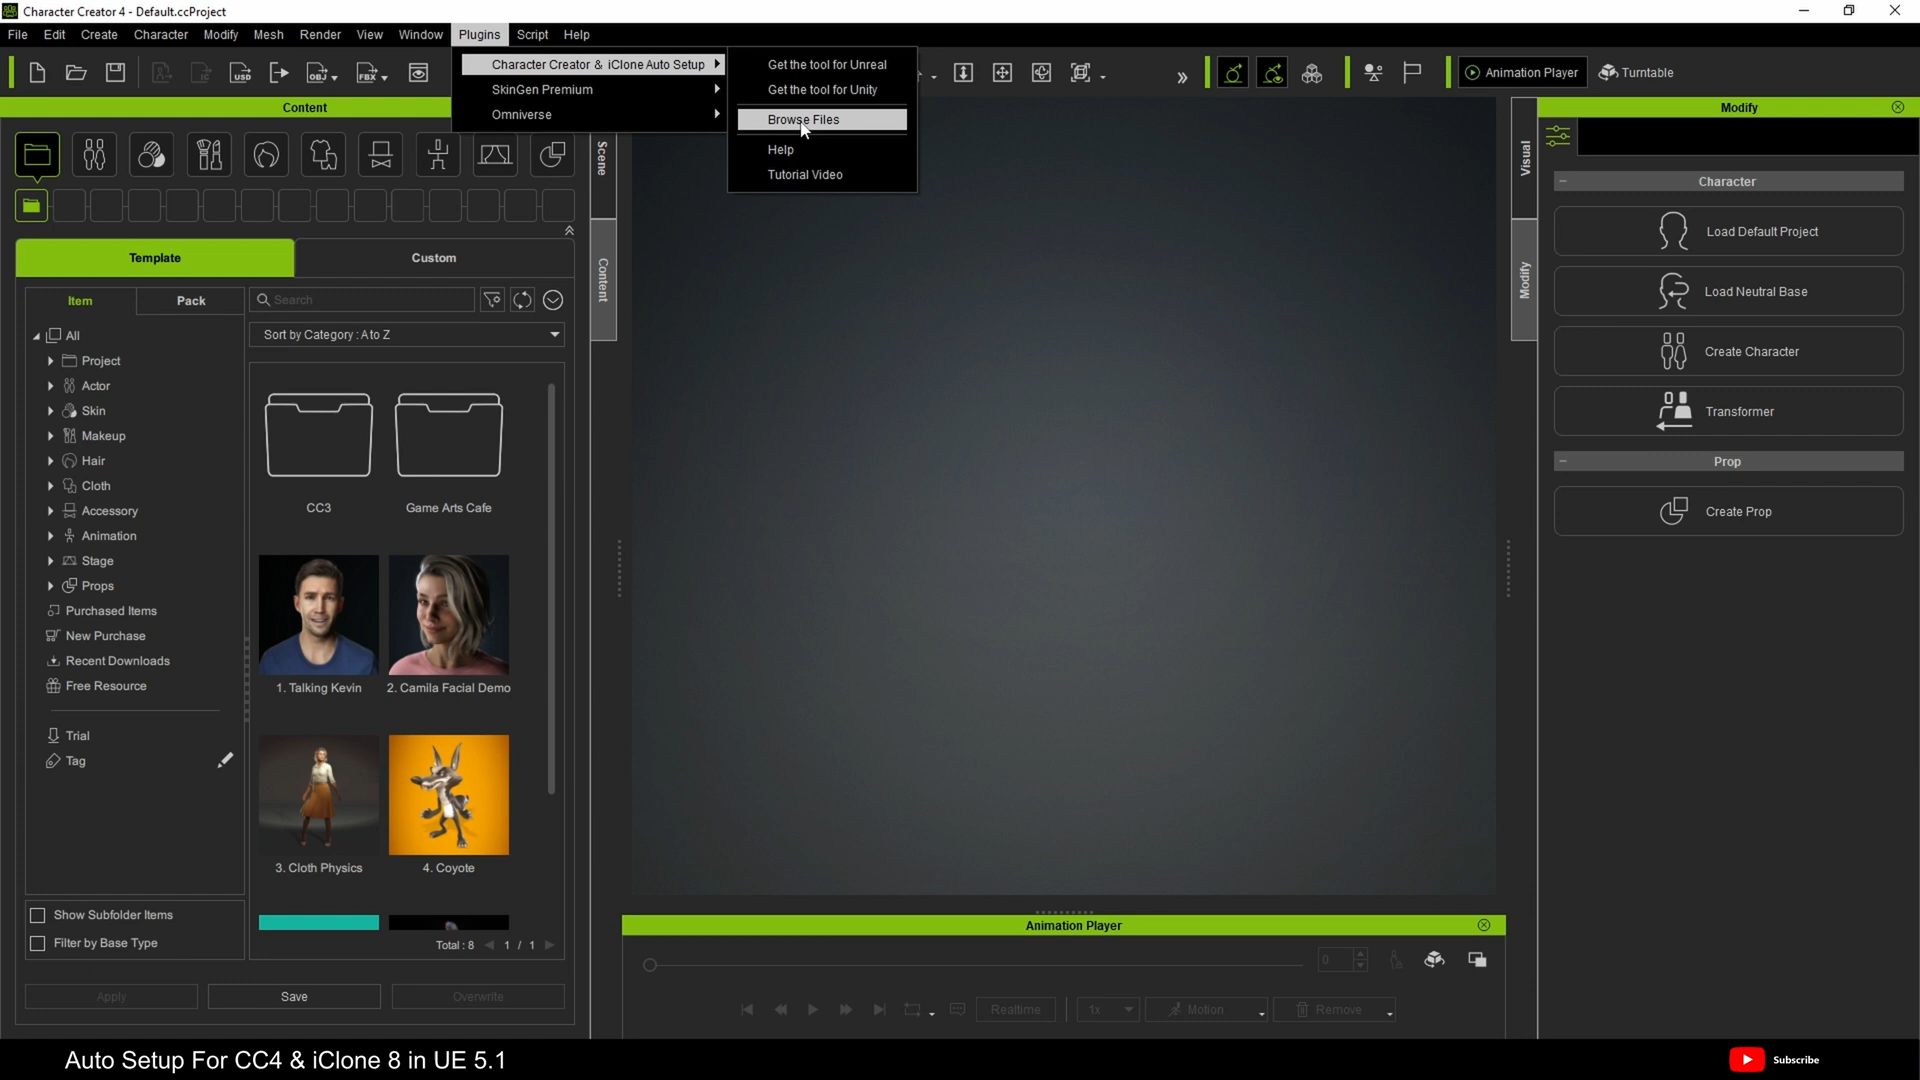 Character Creator 4 - Default.ccProject
File Edit Create Character Modify Mesh Render View Window Plugins Script Help
Character Creator & iClone Auto Setup
SkinGen Premium
Omniverse
Get the tool for Unreal
Get the tool for Unity
Browse Files
Help
Tutorial Video
USD
OBJ
FBX
Animation Player
Turntable
Content
Scene
Content
Template
Custom
Item
Pack
Search
Sort by Category : A to Z
All
Project
Actor
Skin
Makeup
Hair
Cloth
Accessory
Animation
Stage
Props
Purchased Items
New Purchase
Recent Downloads
Free Resource
Trial
Tag
Show Subfolder Items
Filter by Base Type
CC3
Game Arts Cafe
1. Talking Kevin
2. Camila Facial Demo
3. Cloth Physics
4. Coyote
Total : 8 1 / 1
Apply
Save
Overwrite
Visual
Modify
Modify
Character
Load Default Project
Load Neutral Base
Create Character
Transformer
Prop
Create Prop
Animation Player
0
Realtime
1x
Motion
Remove
Auto Setup For CC4 & iClone 8 in UE 5.1
Subscribe